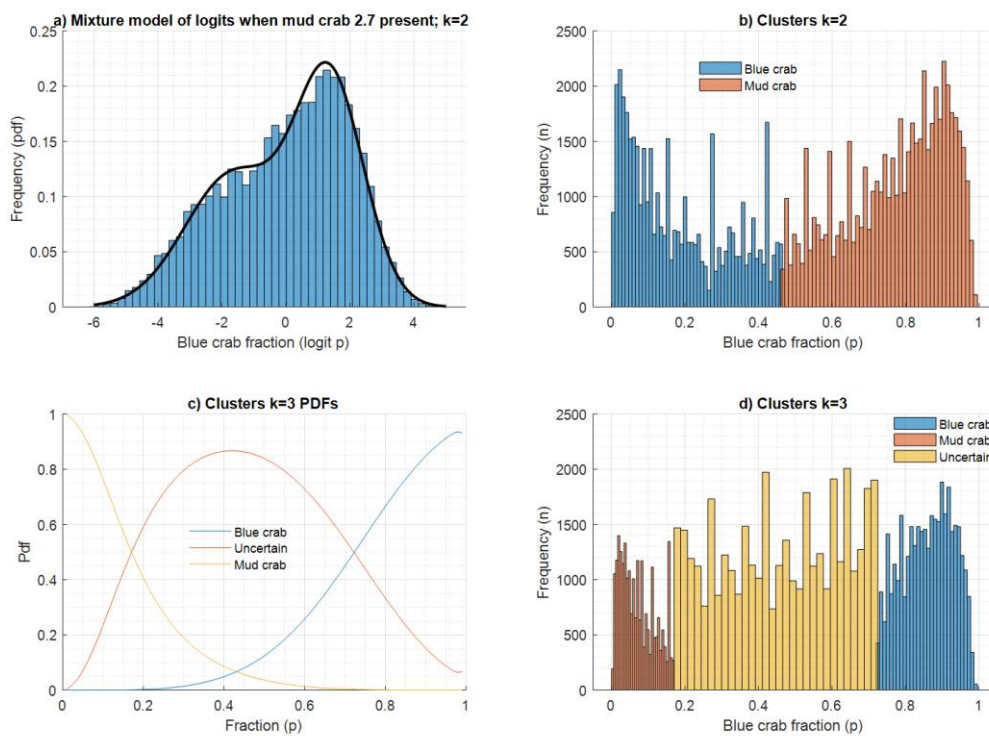 a) Mixture model of logits when mud crab 2.7 present; k=2
0.25
0.2
0.15
0.1
0.05
0
Frequency (pdf)
-6 -4 -2 0 2 4
Blue crab fraction (logit p)
b) Clusters k=2
2500
2000
1500
1000
500
0
Frequency (n)
Blue crab
Mud crab
0 0.2 0.4 0.6 0.8 1
Blue crab fraction (p)
c) Clusters k=3 PDFs
1
0.8
0.6
0.4
0.2
0
Pdf
Blue crab
Uncertain
Mud crab
0 0.2 0.4 0.6 0.8 1
Fraction (p)
d) Clusters k=3
2500
2000
1500
1000
500
0
Frequency (n)
Blue crab
Mud crab
Uncertain
0 0.2 0.4 0.6 0.8 1
Blue crab fraction (p)